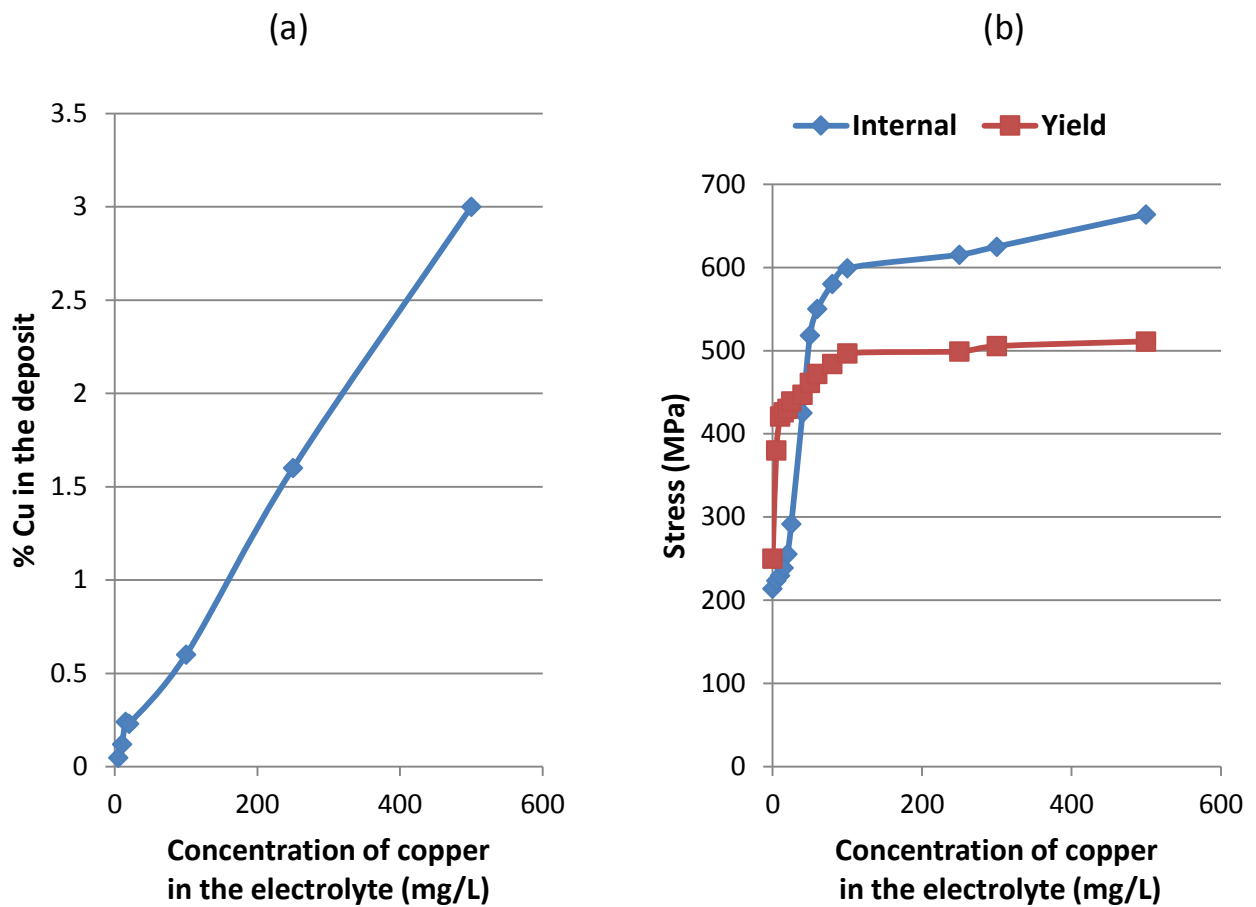 (a)
3.5
3
2.5
2
1.5
1
0.5
0
% Cu in the deposit
0 200 400 600
Concentration of copper
in the electrolyte (mg/L)
(b)
Internal Yield
700
600
500
400
300
200
100
0
Stress (MPa)
0 200 400 600
Concentration of copper
in the electrolyte (mg/L)